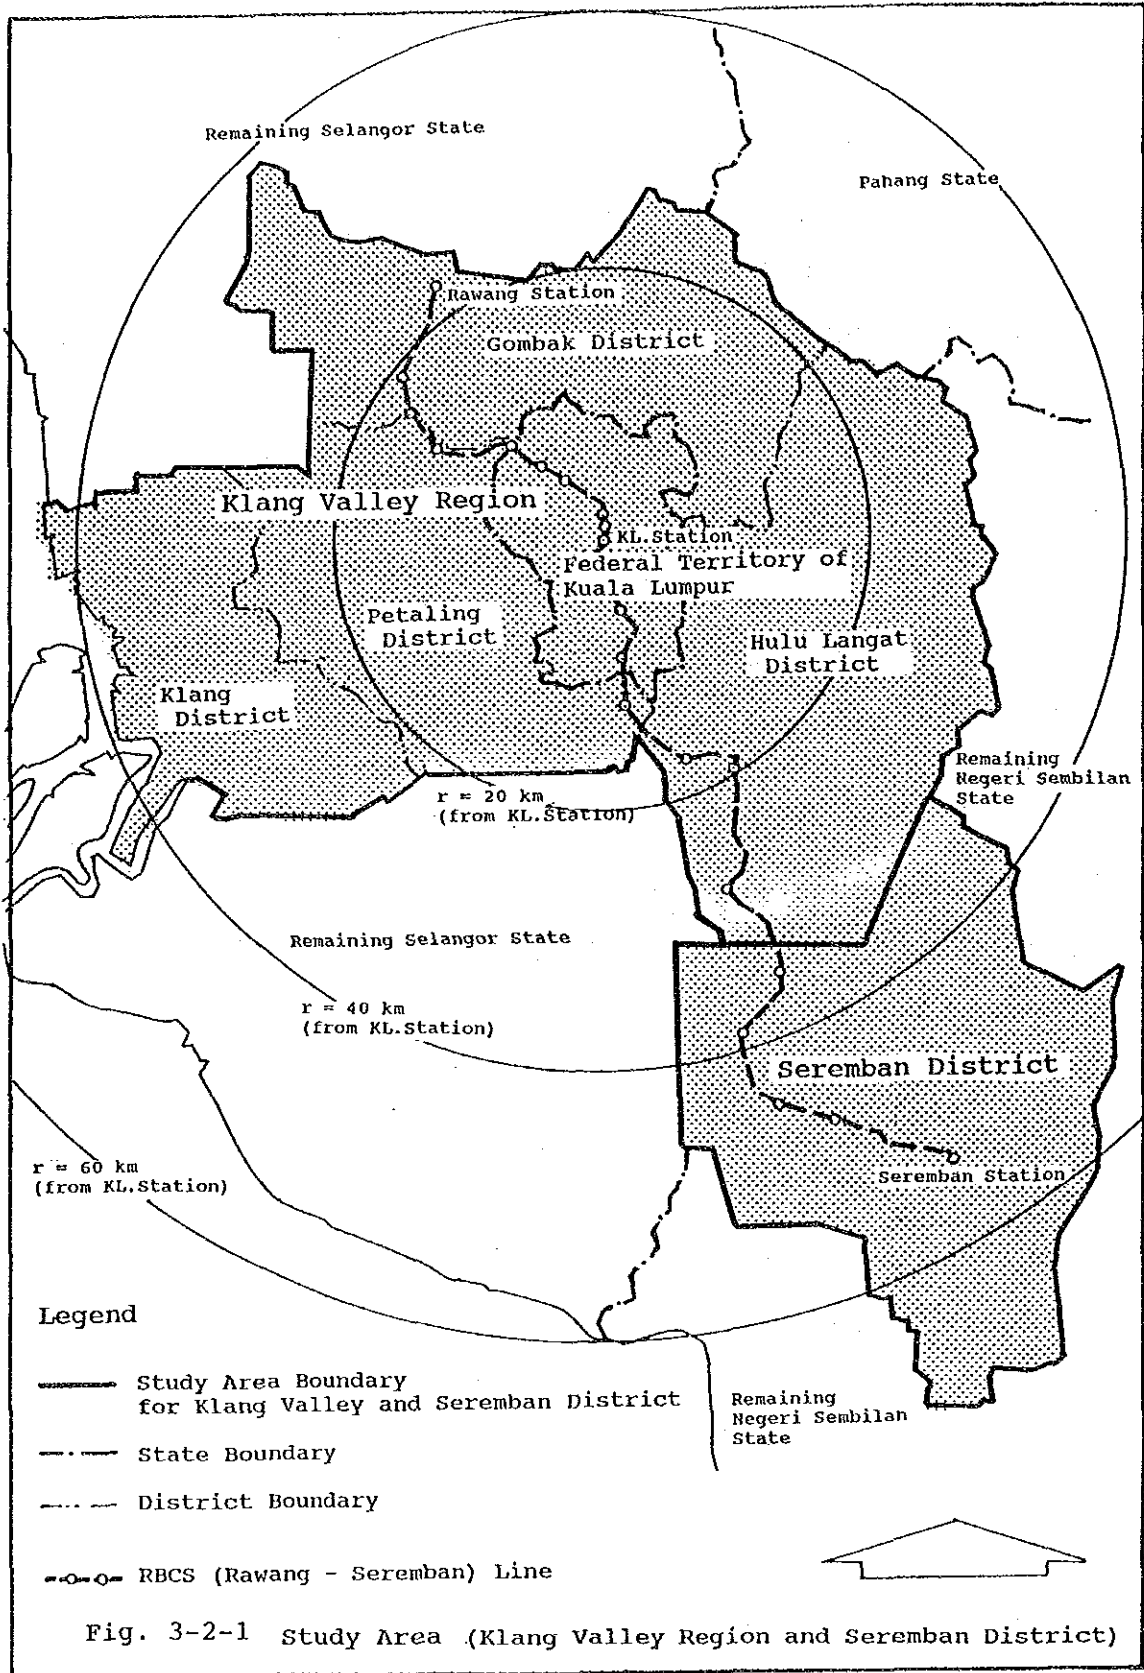 Remaining Selangor State
Pahang State
Rawang Station
Gombak District
Klang Valley Region
KL.Station
Federal Territory of
Kuala Lumpur
Petaling
District
Hulu Langat
District
Klang
District
Remaining
Negeri Sembilan
State
r = 20 km
(from KL.Station)
Remaining Selangor State
r = 40 km
(from KL.Station)
Seremban District
r = 60 km
(from KL.Station)
Seremban Station
Legend
Study Area Boundary
for Klang Valley and Seremban District
State Boundary
District Boundary
RBCS (Rawang - Seremban) Line
Remaining
Negeri Sembilan
State
Fig. 3-2-1 Study Area (Klang Valley Region and Seremban District)